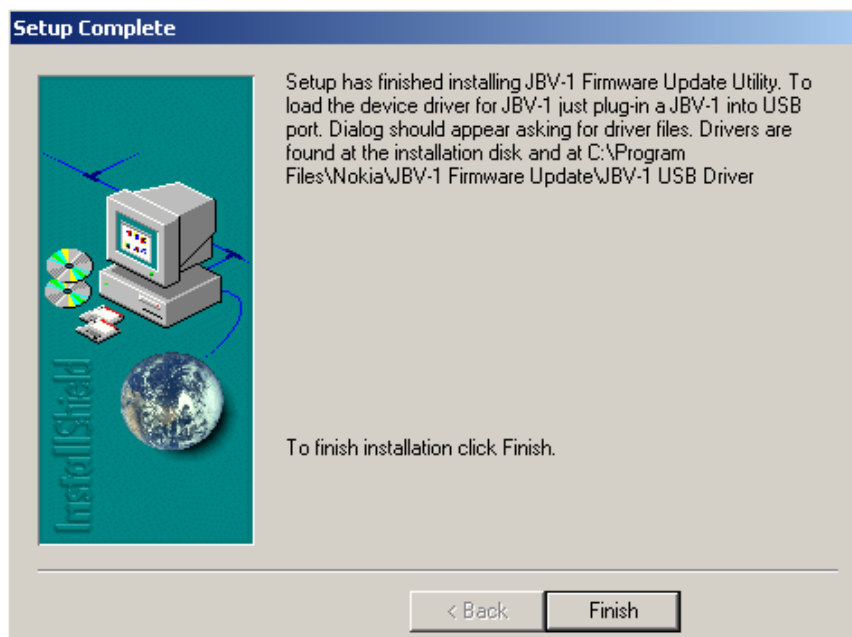 Setup Complete
Setup has finished installing JBV-1 Firmware Update Utility. To
load the device driver for JBV-1 just plug-in a JBV-1 into USB
port. Dialog should appear asking for driver files. Drivers are
found at the installation disk and at C:\Program
Files\Nokia\JBV-1 Firmware Update\JBV-1 USB Driver
InstallShield
To finish installation click Finish.
< Back
Finish